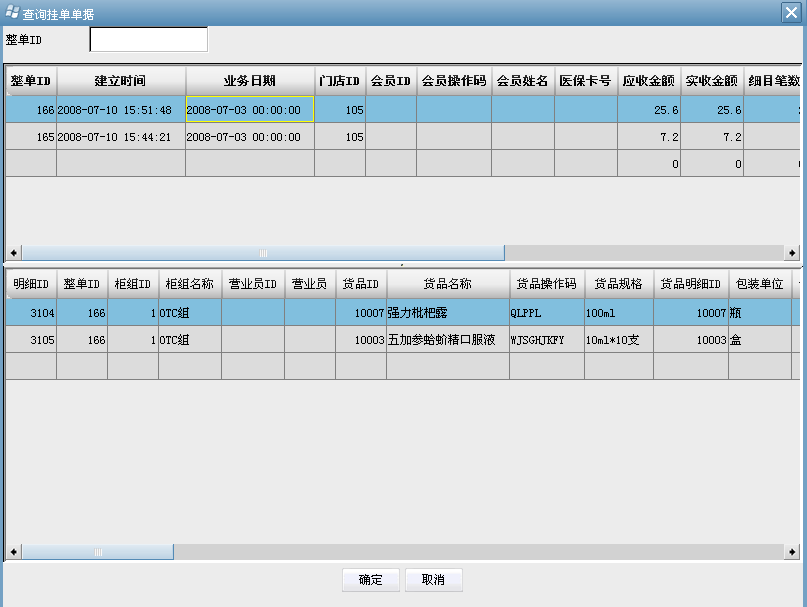 查询挂单单据
整单ID
整单ID 建立时间 业务日期 门店ID 会员ID 会员操作码 会员姓名 医保卡号 应收金额 实收金额 细目笔数
166 2008-07-10 15:51:48 2008-07-03 00:00:00 105 25.6 25.6
165 2008-07-10 15:44:21 2008-07-03 00:00:00 105 7.2 7.2
0 0
明细ID 整单ID 柜组ID 柜组名称 营业员ID 营业员 货品ID 货品名称 货品操作码 货品规格 货品明细ID 包装单位
3104 166 1 OTC组 10007 强力枇杷露 QLPPL 100ml 10007 瓶
3105 166 1 OTC组 10003 五加参蛤蚧精口服液 WJSGHJKFY 10ml*10支 10003 盒
确定 取消